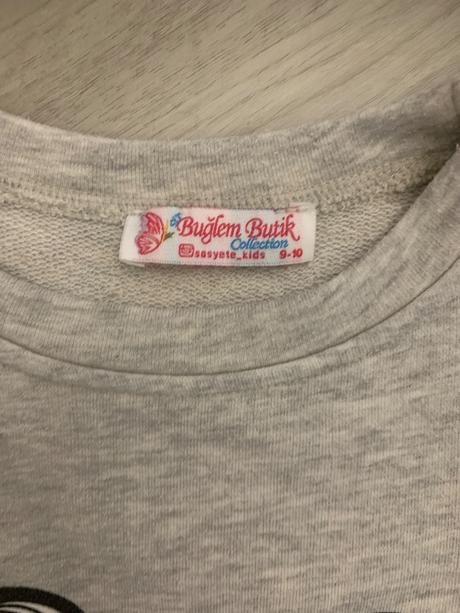 Buğlem Butik
Collection
sosyete_kids 9-10